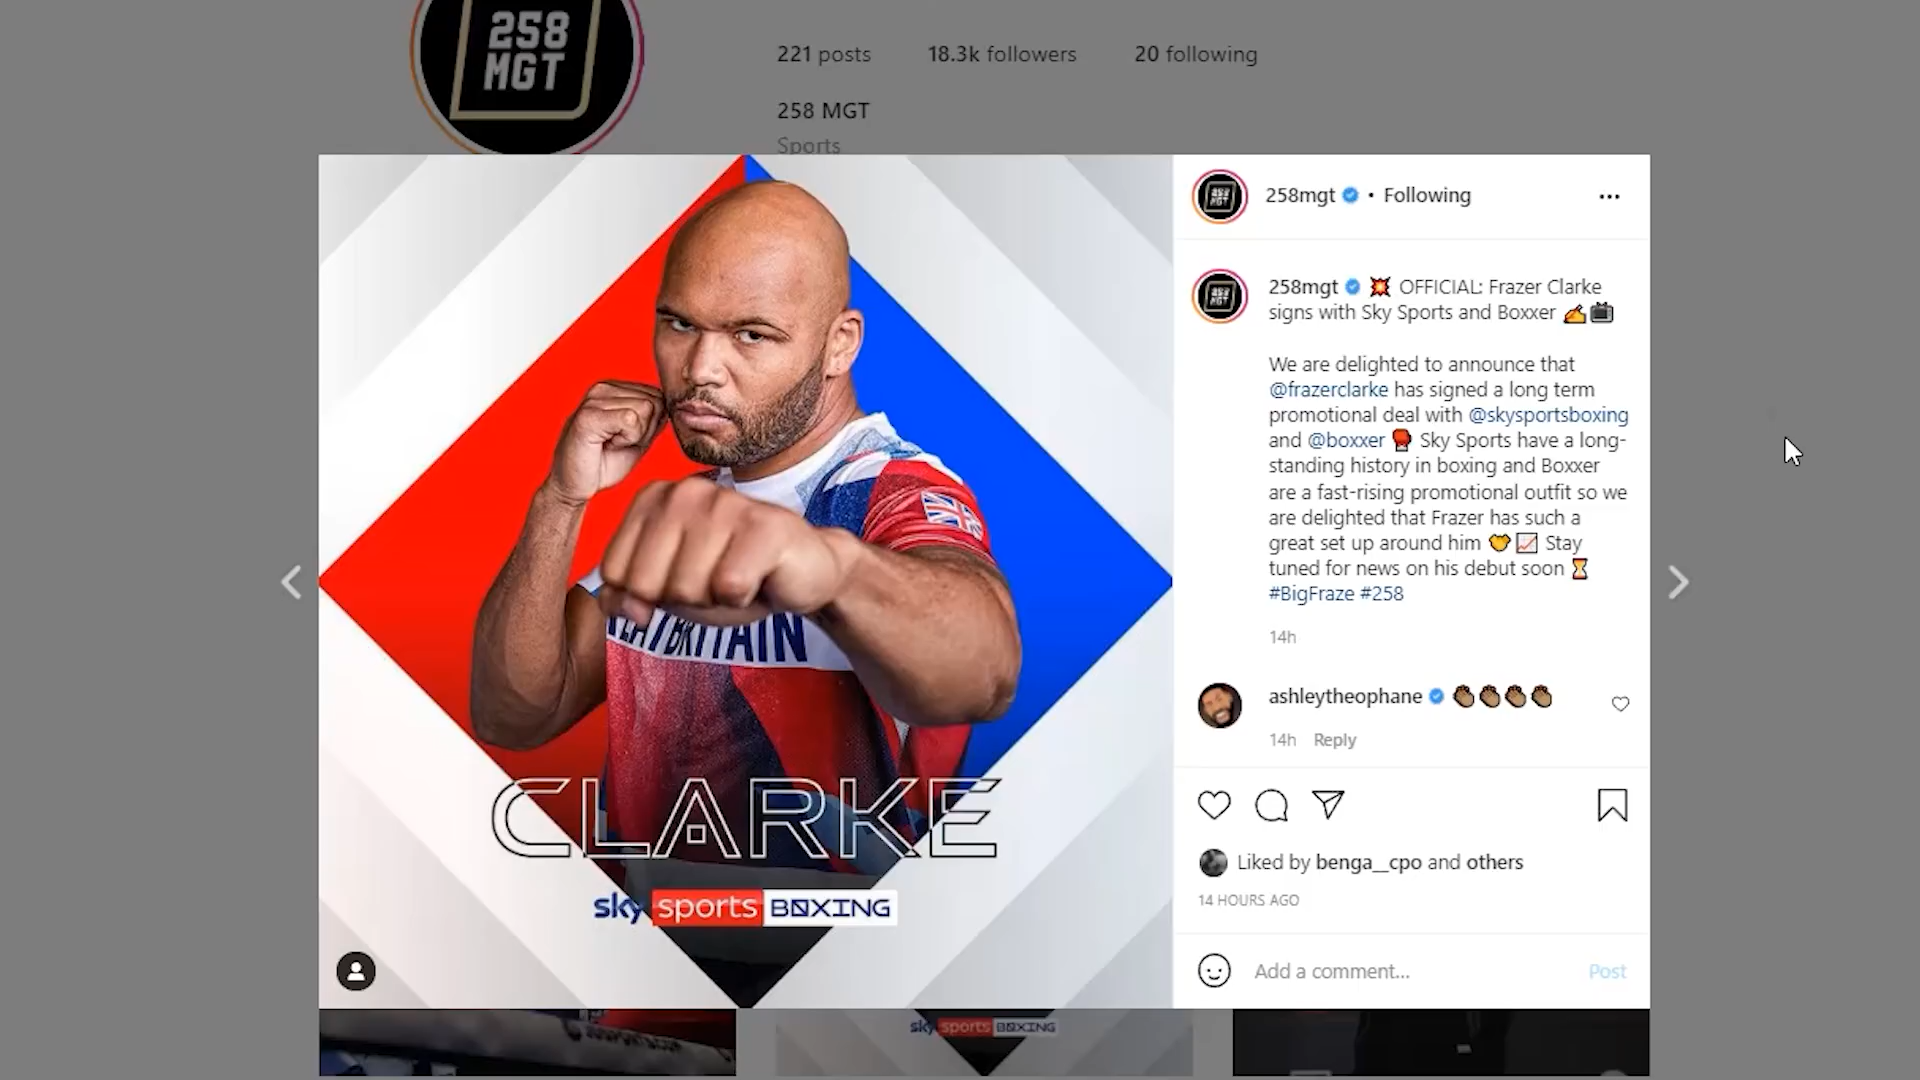 258
MGT
221 posts 18.3k followers 20 following
258 MGT
Sports
258mgt • Following
258mgt 💥 OFFICIAL: Frazer Clarke
signs with Sky Sports and Boxxer ✍🏽📺
We are delighted to announce that
@frazerclarke has signed a long term
promotional deal with @skysportsboxing
and @boxxer 🥊 Sky Sports have a long-
standing history in boxing and Boxxer
are a fast-rising promotional outfit so we
are delighted that Frazer has such a
great set up around him 🤝📈 Stay
tuned for news on his debut soon ⏳
#BigFraze #258
14h
ashleytheophane 👏🏽👏🏽👏🏽👏🏽
14h Reply
Liked by benga__cpo and others
14 HOURS AGO
Add a comment... Post
BRITAIN
CLARKE
sky sports BOXING
sky sports BOXING